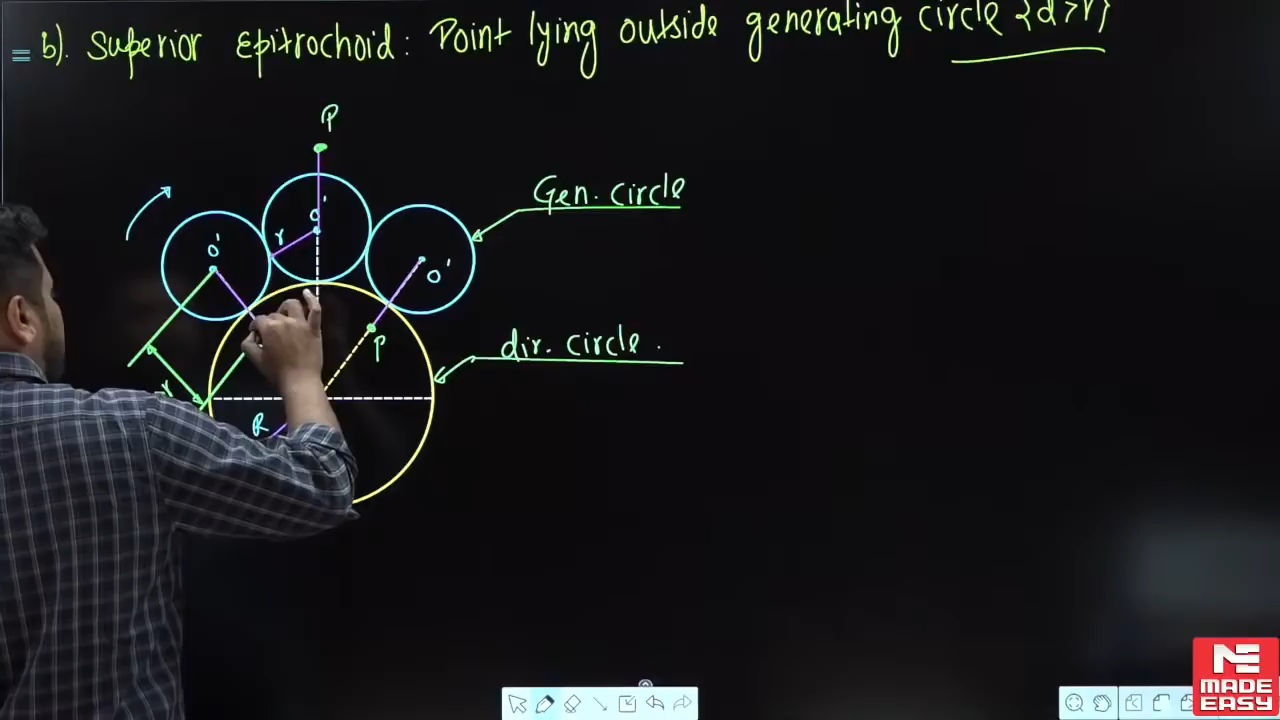 b). Superior Epitrochoid: Point lying outside generating circle {d>r}
P
Gen. circle
O'
O'
r
O'
P
dir. circle.
r
R
MADE
EASY